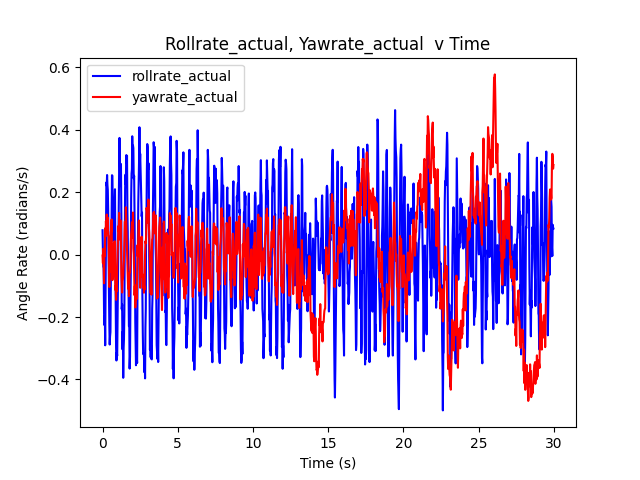 Rollrate_actual, Yawrate_actual  v Time
rollrate_actual
yawrate_actual
Angle Rate (radians/s)
0.6
0.4
0.2
0.0
−0.2
−0.4
0 5 10 15 20 25 30
Time (s)